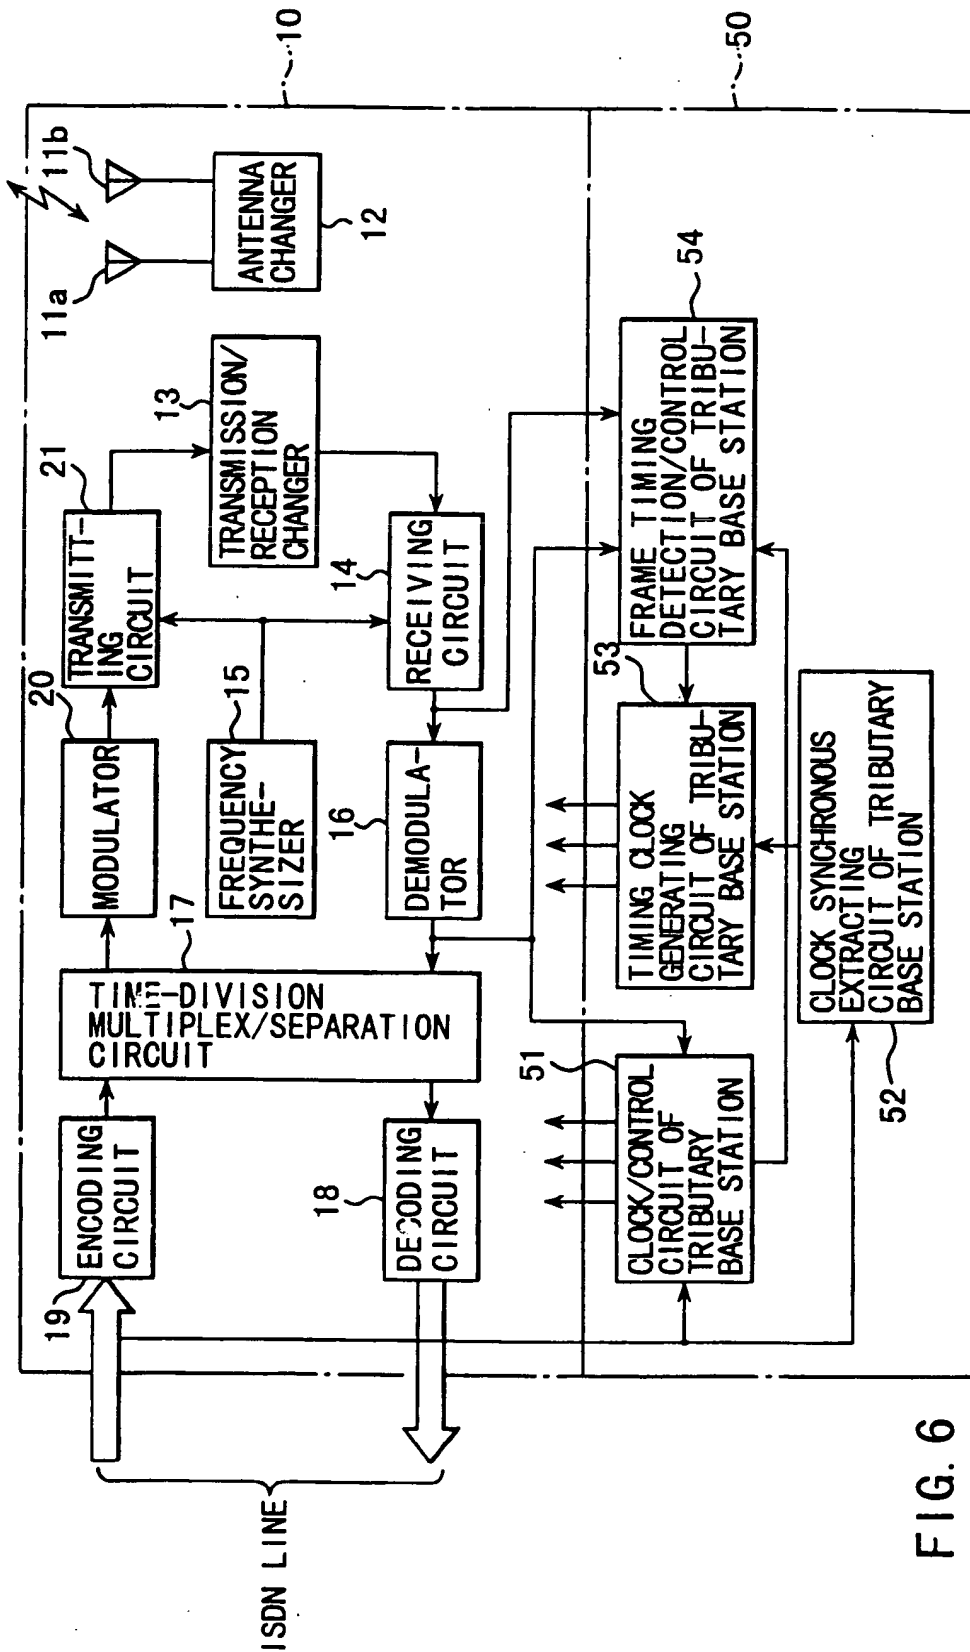 10
50
11b
11a
ANTENNA
CHANGER
12
13
TRANSMISSION/
RECEPTION
CHANGER
21
TRANSMITT-
ING
CIRCUIT
14
RECEIVING
CIRCUIT
20
MODULATOR
15
FREQUENCY
SYNTHE-
SIZER
16
DEMODULA-
TOR
17
TIME-DIVISION
MULTIPLEX/SEPARATION
CIRCUIT
19
ENCODING
CIRCUIT
18
DECODING
CIRCUIT
ISDN LINE
54
FRAME TIMING
DETECTION/CONTROL
CIRCUIT OF TRIBU-
TARY BASE STATION
53
TIMING CLOCK
GENERATING
CIRCUIT OF TRIBU-
TARY BASE STATION
51
CLOCK/CONTROL
CIRCUIT OF
TRIBUTARY
BASE STATION
CLOCK SYNCHRONOUS
EXTRACTING
CIRCUIT OF TRIBUTARY
BASE STATION
52
FIG. 6